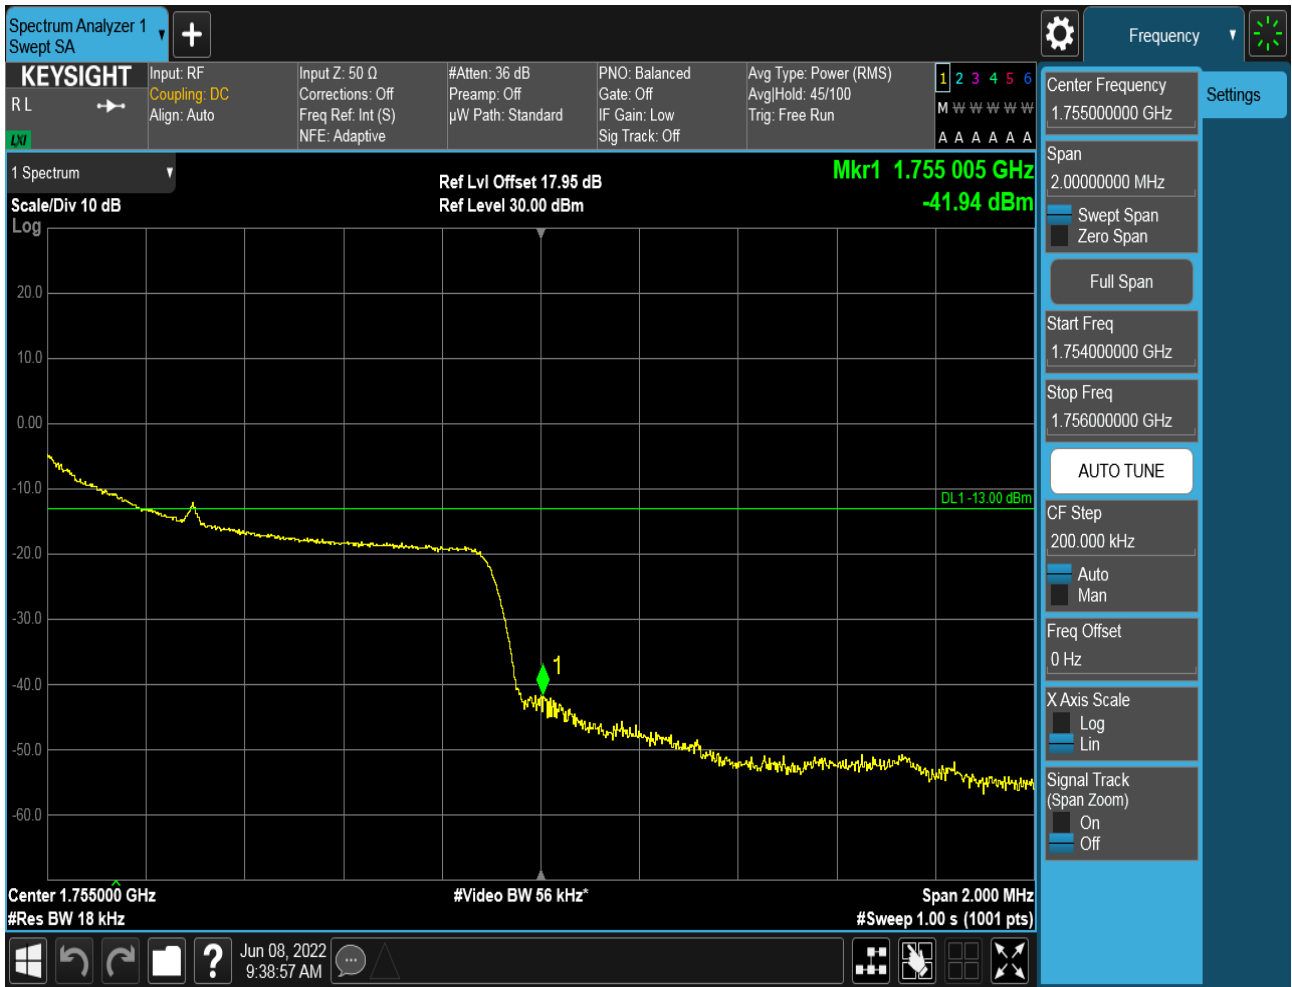 Spectrum Analyzer 1
Swept SA
Frequency
KEYSIGHT
R L
LXI
Input: RF
Coupling: DC
Align: Auto
Input Z: 50 Ω
Corrections: Off
Freq Ref: Int (S)
NFE: Adaptive
#Atten: 36 dB
Preamp: Off
µW Path: Standard
PNO: Balanced
Gate: Off
IF Gain: Low
Sig Track: Off
Avg Type: Power (RMS)
Avg|Hold: 45/100
Trig: Free Run
1 2 3 4 5 6
M W W W W W
A A A A A A
1 Spectrum
Scale/Div 10 dB
Log
Ref Lvl Offset 17.95 dB
Ref Level 30.00 dBm
Mkr1 1.755 005 GHz
-41.94 dBm
20.0
10.0
0.00
-10.0
-20.0
-30.0
-40.0
-50.0
-60.0
DL1 -13.00 dBm
1
Center 1.755000 GHz
#Res BW 18 kHz
#Video BW 56 kHz*
Span 2.000 MHz
#Sweep 1.00 s (1001 pts)
Center Frequency
1.755000000 GHz
Settings
Span
2.00000000 MHz
Swept Span
Zero Span
Full Span
Start Freq
1.754000000 GHz
Stop Freq
1.756000000 GHz
AUTO TUNE
CF Step
200.000 kHz
Auto
Man
Freq Offset
0 Hz
X Axis Scale
Log
Lin
Signal Track
(Span Zoom)
On
Off
?
Jun 08, 2022
9:38:57 AM